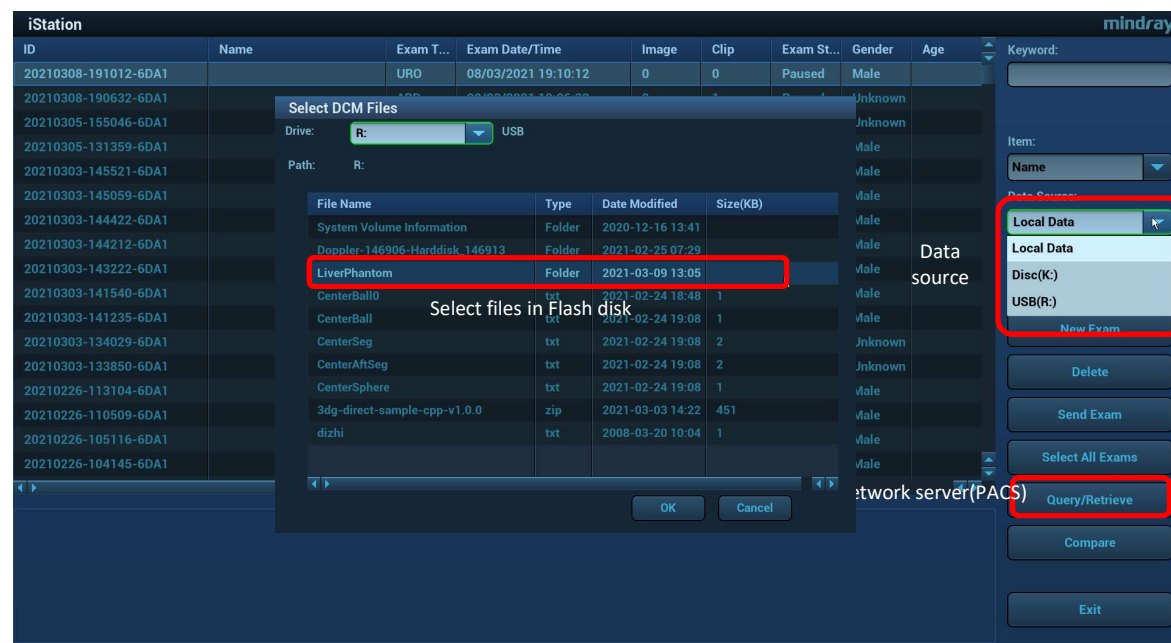 iStation
mindray
ID Name Exam T... Exam Date/Time Image Clip Exam St... Gender Age
Keyword:
20210308-191012-6DA1 URO 08/03/2021 19:10:12 0 0 Paused Male
20210308-190632-6DA1 Unknown
20210305-155046-6DA1 Unknown
20210305-131359-6DA1 Male
20210303-145521-6DA1 Male
20210303-145059-6DA1 Male
20210303-144422-6DA1 Male
20210303-144212-6DA1 Male
20210303-143222-6DA1 Male
20210303-141540-6DA1 Male
20210303-141235-6DA1 Male
20210303-134029-6DA1 Unknown
20210303-133850-6DA1 Unknown
20210226-113104-6DA1 Male
20210226-110509-6DA1 Male
20210226-105116-6DA1 Male
20210226-104145-6DA1 Male
Select DCM Files
Drive: R: USB
Path: R:
File Name Type Date Modified Size(KB)
System Volume Information Folder 2020-12-16 13:41
Doppler-146906-Harddisk_146913 Folder 2021-02-25 07:29
LiverPhantom Folder 2021-03-09 13:05
CenterBall0 txt 2021-02-24 18:48 1
Select files in Flash disk
CenterBall txt 2021-02-24 19:08 1
CenterSeg txt 2021-02-24 19:08 2
CenterAftSeg txt 2021-02-24 19:08 2
CenterSphere txt 2021-02-24 19:08 1
3dg-direct-sample-cpp-v1.0.0 zip 2021-03-03 14:22 451
dizhi txt 2008-03-20 10:04 1
OK Cancel
Item:
Name
Data Source:
Local Data
Local Data
Disc(K:)
USB(R:)
Data
source
New Exam
Delete
Send Exam
Select All Exams
etwork server(PACS)
Query/Retrieve
Compare
Exit